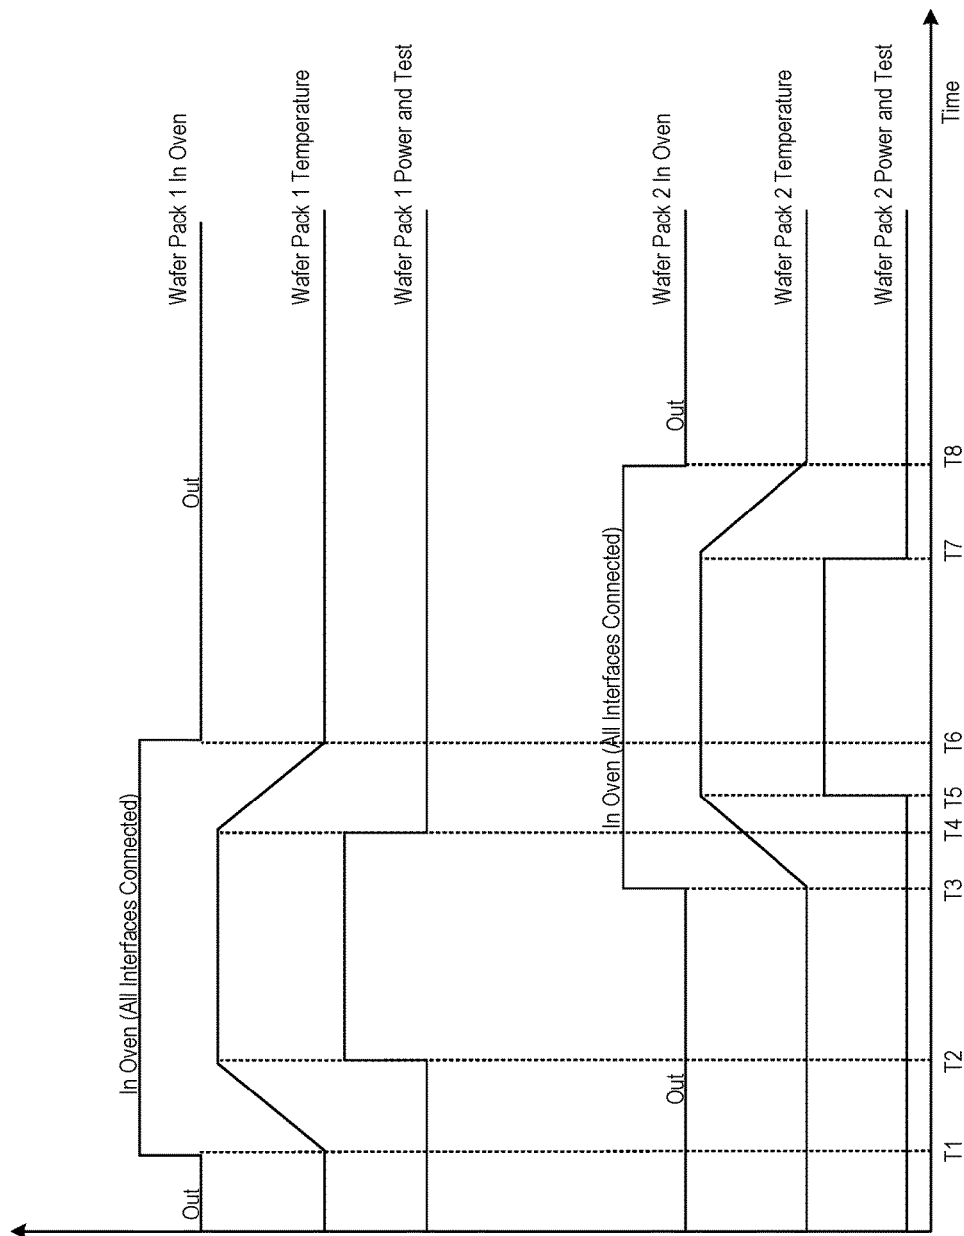 Out
In Oven (All Interfaces Connected)
Out
Wafer Pack 1 In Oven
Wafer Pack 1 Temperature
Wafer Pack 1 Power and Test
Out
In Oven (All Interfaces Connected)
Out
Wafer Pack 2 In Oven
Wafer Pack 2 Temperature
Wafer Pack 2 Power and Test
T1
T2
T3
T4
T5
T6
T7
T8
Time